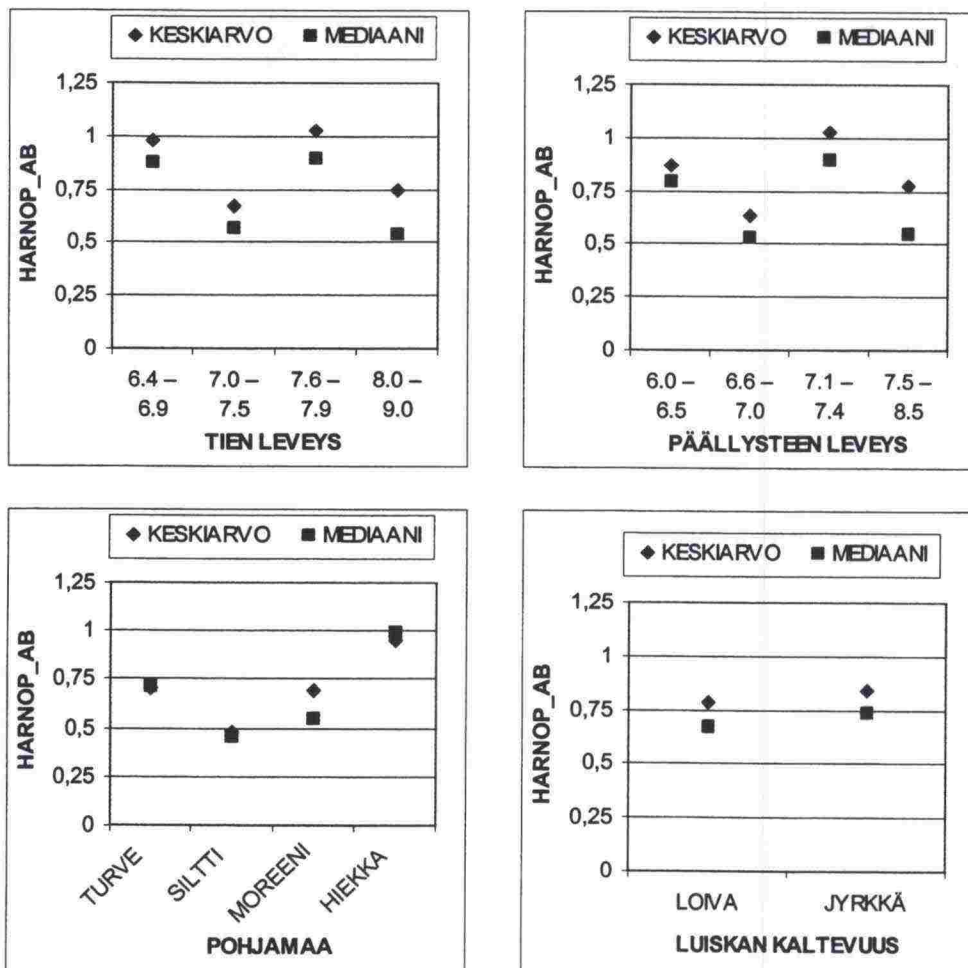 KESKIARVO MEDIAANI
HARNOP_AB
1,25
1
0,75
0,5
0,25
0
6.4 – 7.0 – 7.6 – 8.0 –
6.9 7.5 7.9 9.0
TIEN LEVEYS
KESKIARVO MEDIAANI
HARNOP_AB
1,25
1
0,75
0,5
0,25
0
6.0 – 6.6 – 7.1 – 7.5 –
6.5 7.0 7.4 8.5
PÄÄLLYSTEEN LEVEYS
KESKIARVO MEDIAANI
HARNOP_AB
1,25
1
0,75
0,5
0,25
0
TURVE SILTTI MOREENI HIEKKA
POHJAMAA
KESKIARVO MEDIAANI
HARNOP_AB
1,25
1
0,75
0,5
0,25
0
LOIVA JYRKKÄ
LUISKAN KALTEVUUS